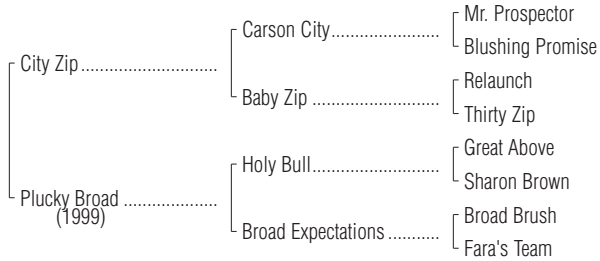 Mr. Prospector
Carson City
Blushing Promise
City Zip
Relaunch
Baby Zip
Thirty Zip
Great Above
Holy Bull
Sharon Brown
Plucky Broad
(1999)
Broad Brush
Broad Expectations
Fara's Team